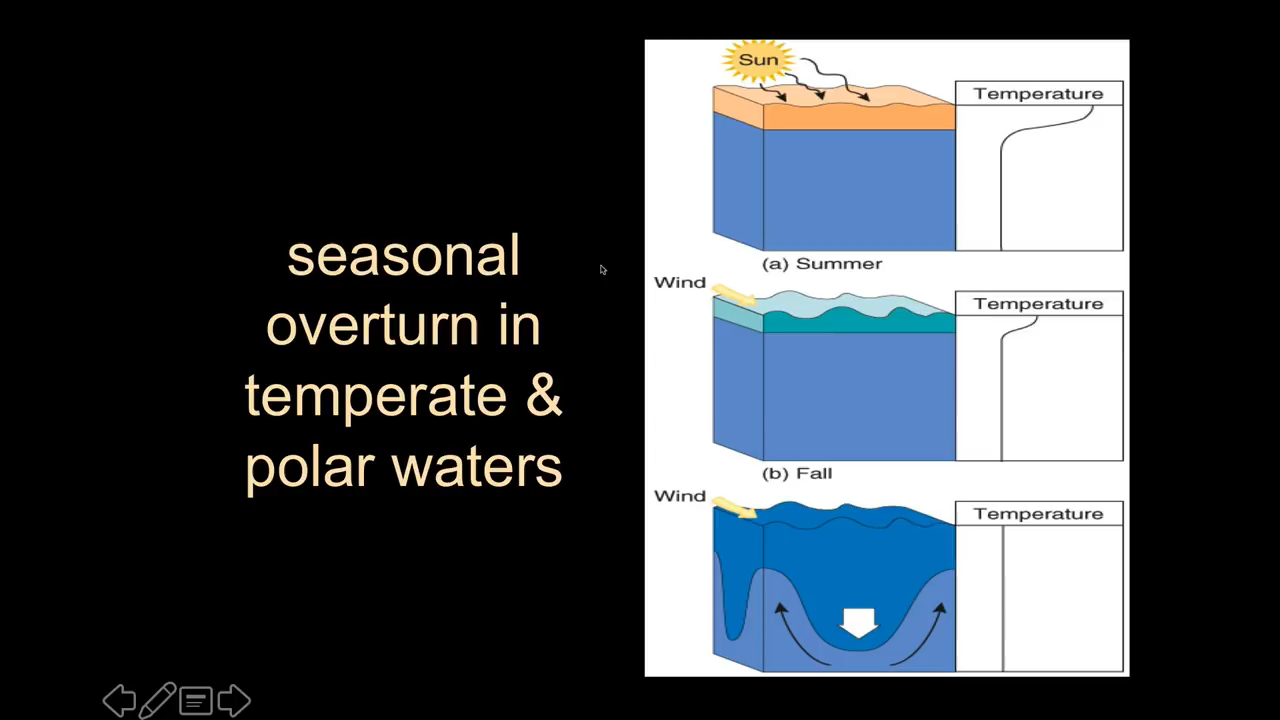 seasonal
overturn in
temperate &
polar waters
Sun
Temperature
(a) Summer
Wind
Temperature
(b) Fall
Wind
Temperature